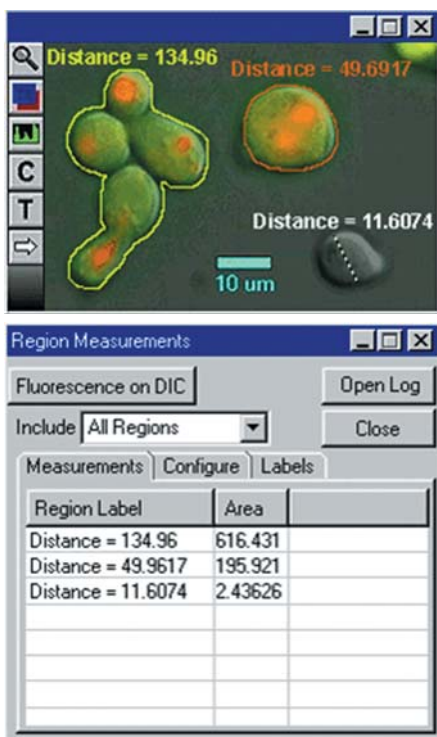 Distance = 134.96
Distance = 49.6917
C
T
Distance = 11.6074
10 um
Region Measurements
Fluorescence on DIC
Open Log
Include All Regions
Close
Measurements Configure Labels
Region Label Area
Distance = 134.96 616.431
Distance = 49.9617 195.921
Distance = 11.6074 2.43626